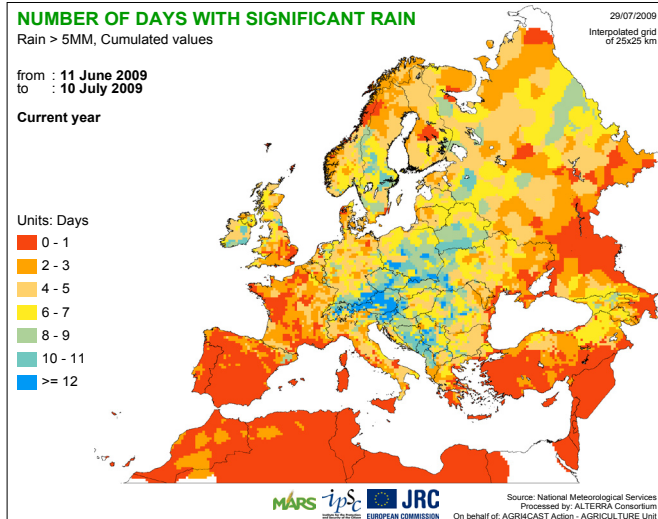 NUMBER OF DAYS WITH SIGNIFICANT RAIN
29/07/2009
Rain > 5MM, Cumulated values
Interpolated grid
of 25x25 km
from : 11 June 2009
to : 10 July 2009
Current year
Units: Days
0 - 1
2 - 3
4 - 5
6 - 7
8 - 9
10 - 11
>= 12
MARS
ipsc
JRC
EUROPEAN COMMISSION
Source: National Meteorological Services
Processed by: ALTERRA Consortium
On behalf of: AGRI4CAST Action - AGRICULTURE Unit